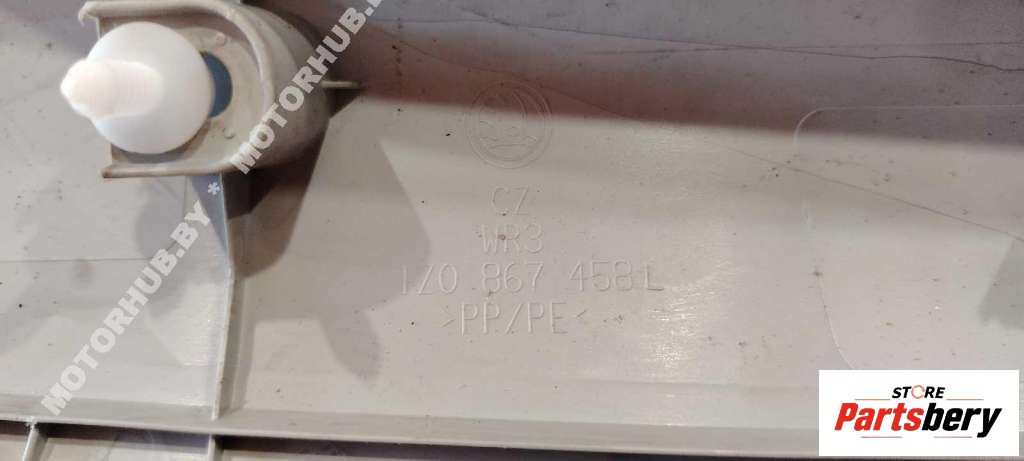 CZ
WR3
1Z0 867 458 L
>PP/PE<
MOTORHUB.BY * MOTORHUB.BY
STORE
Partsbery